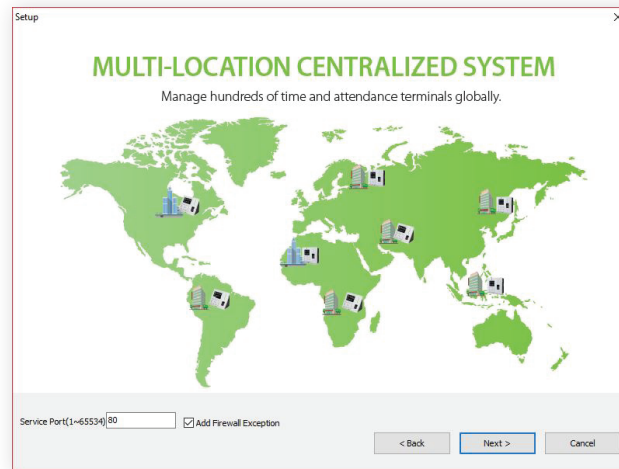 Setup
MULTI-LOCATION CENTRALIZED SYSTEM
Manage hundreds of time and attendance terminals globally.
Service Port(1~65534) 80 Add Firewall Exception
< Back Next > Cancel